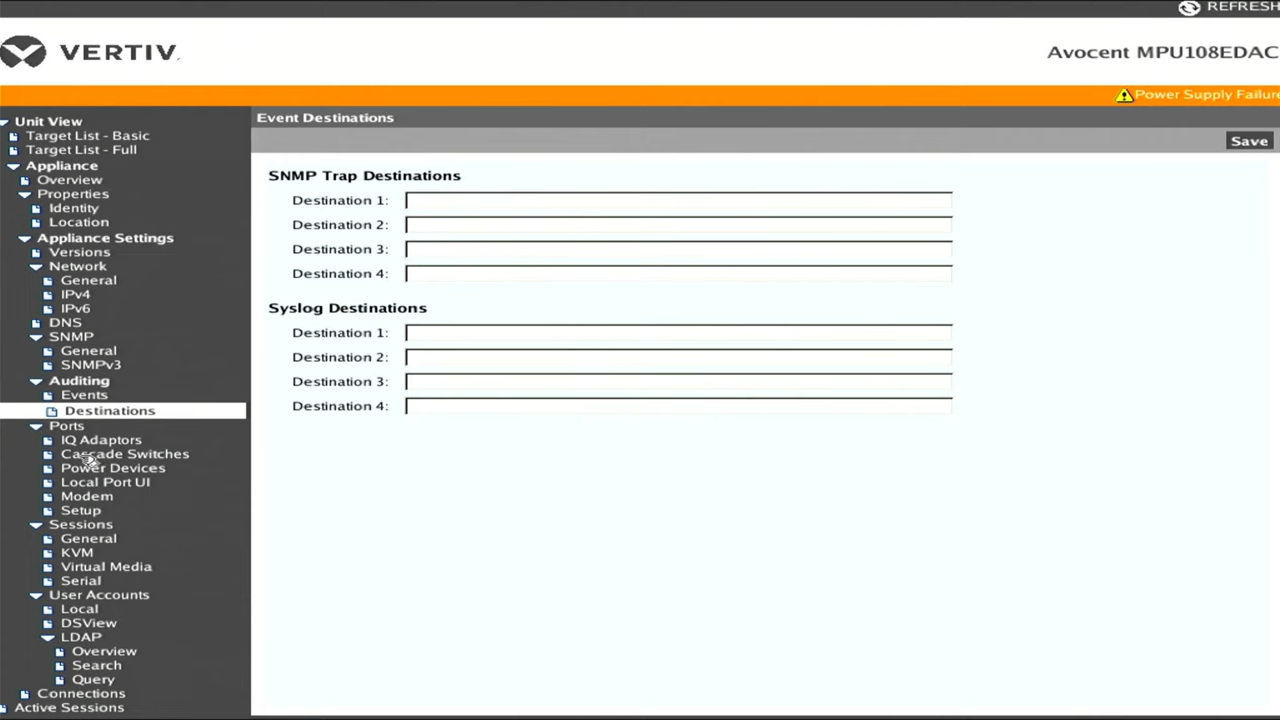 REFRESH
VERTIV.
Avocent MPU108EDAC
Power Supply Failure
Unit View
Target List - Basic
Target List - Full
Appliance
Overview
Properties
Identity
Location
Appliance Settings
Versions
Network
General
IPv4
IPv6
DNS
SNMP
General
SNMPv3
Auditing
Events
Destinations
Ports
IQ Adaptors
Cascade Switches
Power Devices
Local Port UI
Modem
Setup
Sessions
General
KVM
Virtual Media
Serial
User Accounts
Local
DSView
LDAP
Overview
Search
Query
Connections
Active Sessions
Event Destinations
Save
SNMP Trap Destinations
Destination 1:
Destination 2:
Destination 3:
Destination 4:
Syslog Destinations
Destination 1:
Destination 2:
Destination 3:
Destination 4: